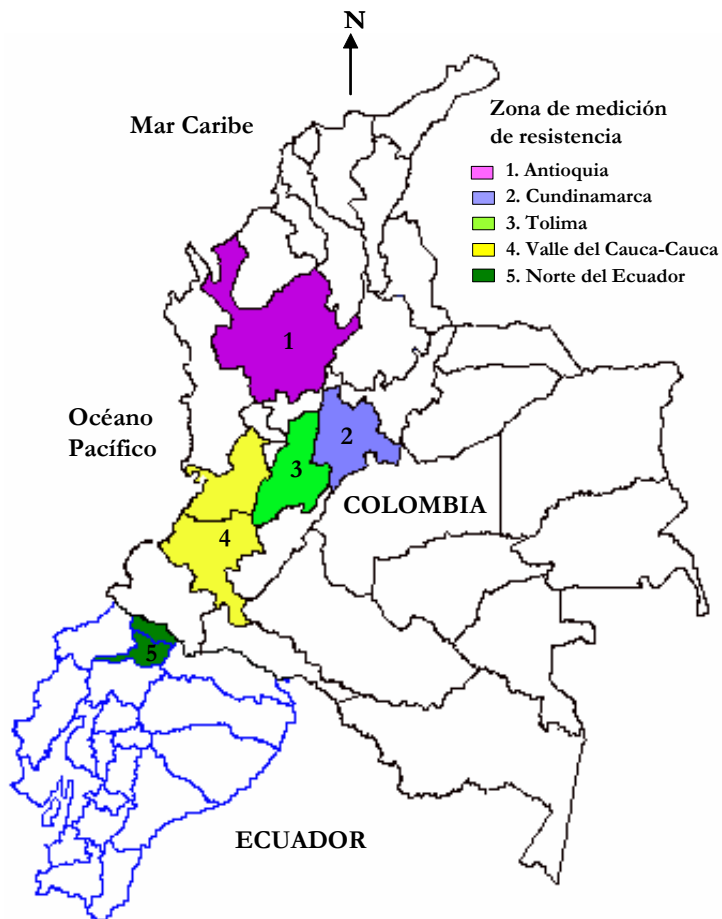 N
Mar Caribe
Zona de medición
de resistencia
1. Antioquia
2. Cundinamarca
3. Tolima
4. Valle del Cauca-Cauca
5. Norte del Ecuador
1
Océano
Pacífico
2
3
COLOMBIA
4
5
ECUADOR